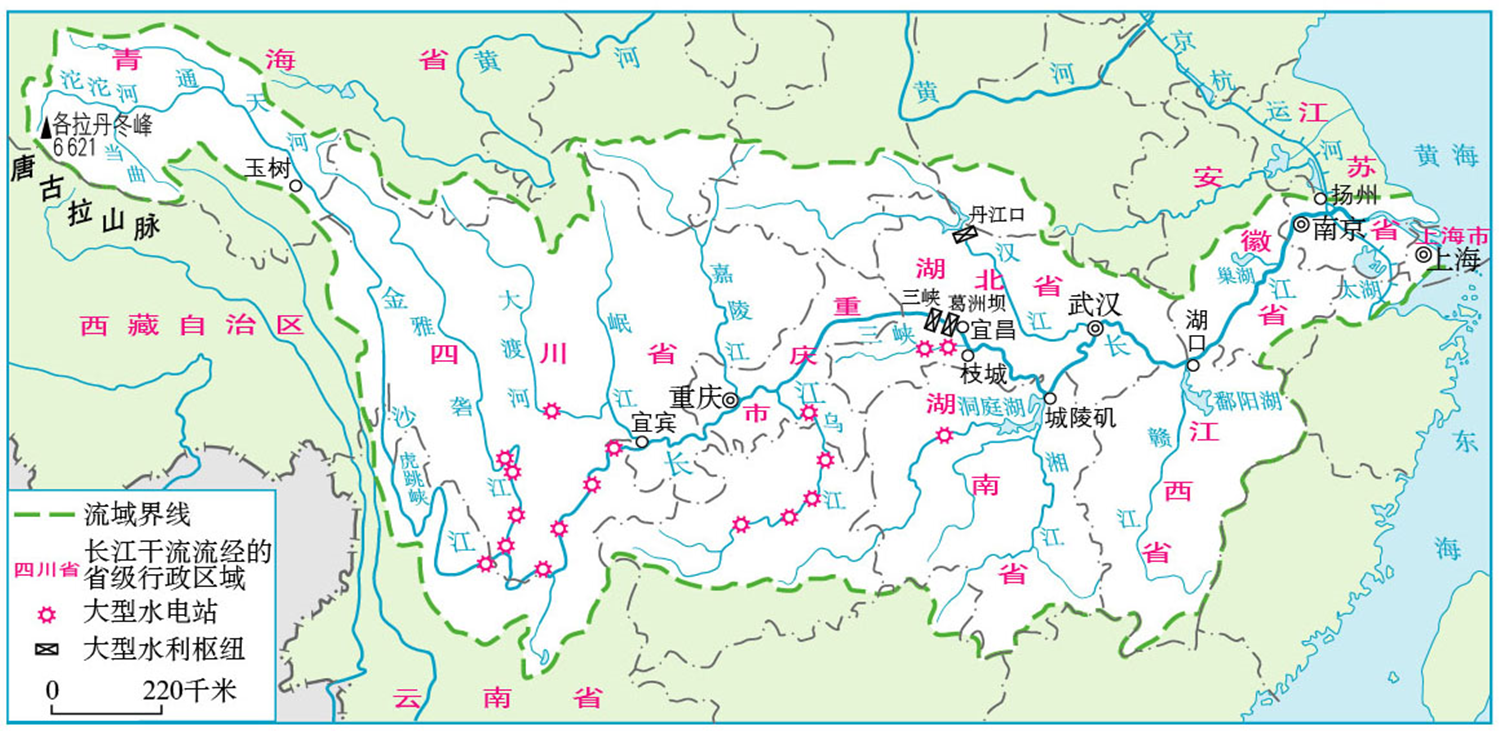 青海省
黄河
黄河
京杭运河
沱沱河
通天河
各拉丹冬峰
6 621
当曲
唐古拉山脉
玉树
江苏省
安徽省
黄海
扬州
南京
上海市
上海
太湖
巢湖
丹江口
汉江
湖北省
三峡
葛洲坝
宜昌
三峡
枝城
武汉
长江
湖口
城陵矶
洞庭湖
鄱阳湖
西藏自治区
金沙江
雅砻江
大渡河
岷江
嘉陵江
四川省
重庆市
重庆
宜宾
长江
乌江
虎跳峡
湖南省
湘江
赣江
江西省
东海
云南省
流域界线
四川省
长江干流流经的
省级行政区域
大型水电站
大型水利枢纽
0 220千米